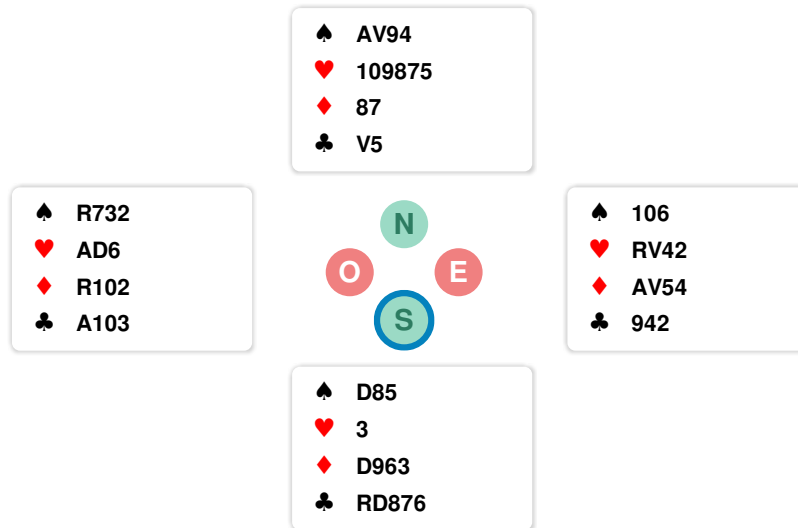 ♠ AV94
♥ 109875
♦ 87
♣ V5
♠ R732
♥ AD6
♦ R102
♣ A103
N
O E
S
♠ 106
♥ RV42
♦ AV54
♣ 942
♠ D85
♥ 3
♦ D963
♣ RD876